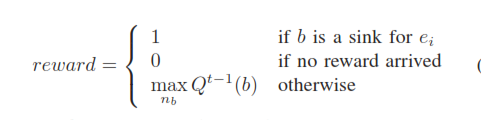 1 if b is a sink for e_i
reward = { 0 if no reward arrived (
max_{n_b} Q^{t−1}(b) otherwise